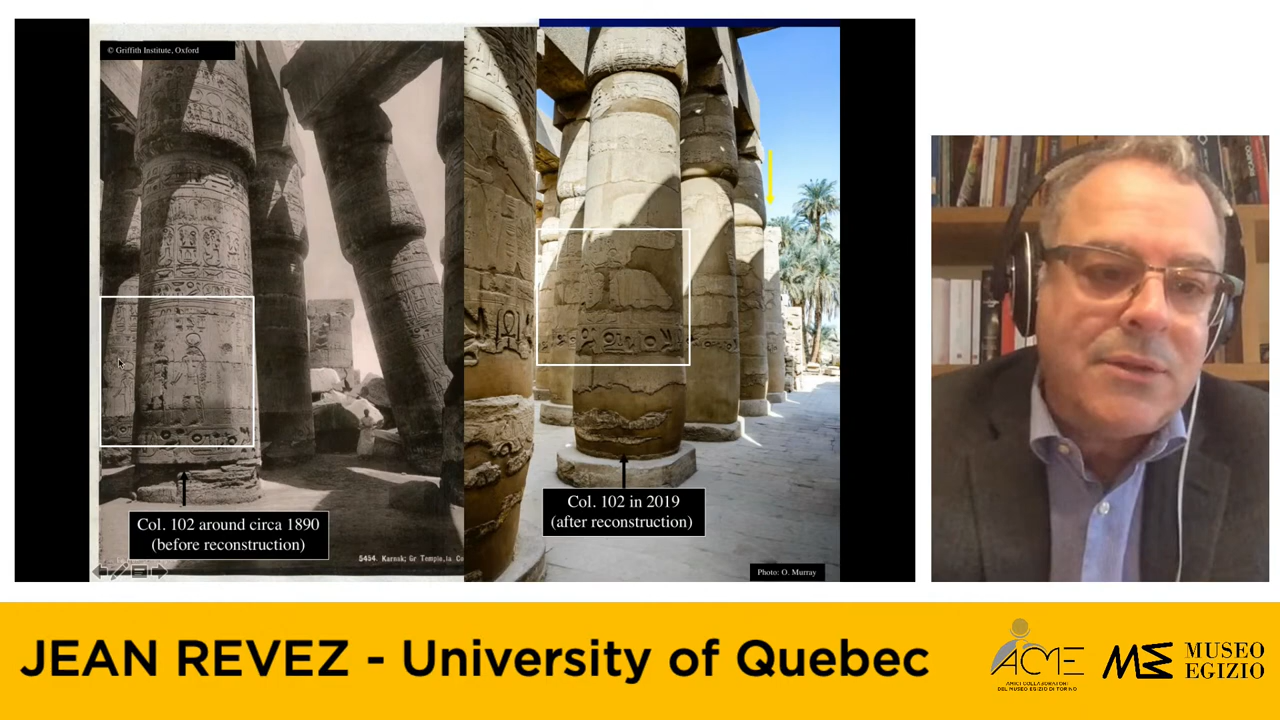 © Griffith Institute, Oxford
Col. 102 around circa 1890
(before reconstruction)
5454. Karnak; Gr. Temple, la Co
Col. 102 in 2019
(after reconstruction)
Photo: O. Murray
JEAN REVEZ - University of Quebec
ACME
AMICI COLLABORATORI
DEL MUSEO EGIZIO DI TORINO
ME
MUSEO
EGIZIO